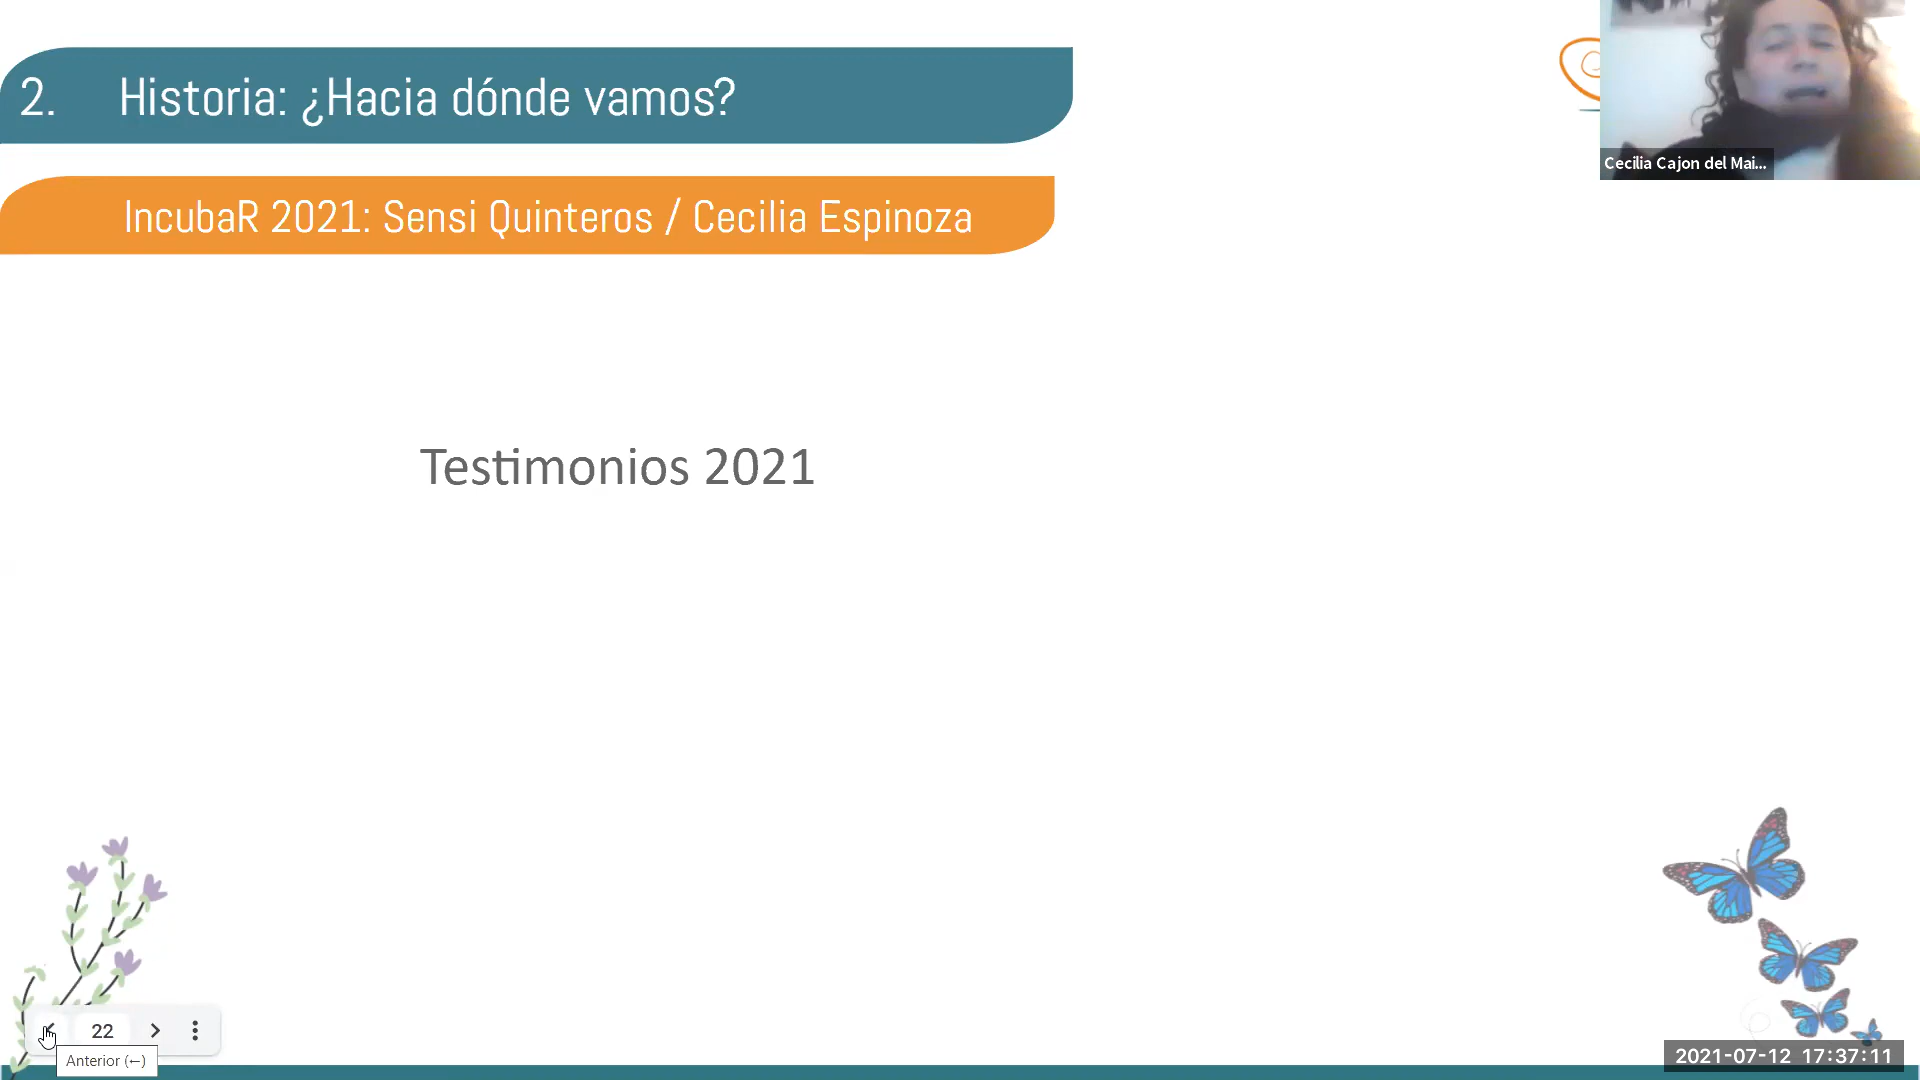 2. Historia: ¿Hacia dónde vamos?
Cecilia Cajon del Mai...
IncubaR 2021: Sensi Quinteros / Cecilia Espinoza
Testimonios 2021
22
Anterior (←)
2021-07-12 17:37:11